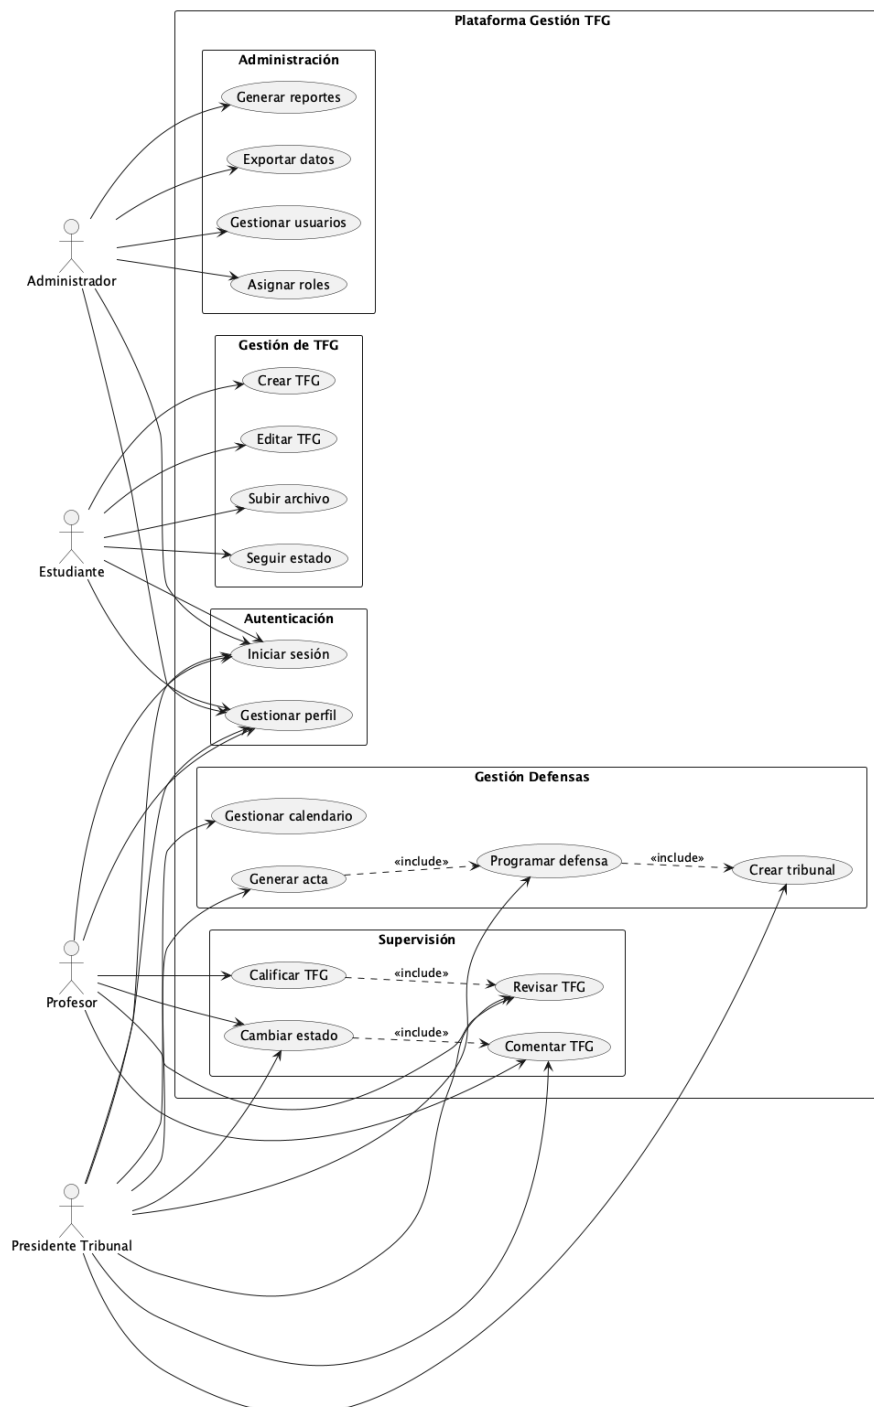 Plataforma Gestión TFG
Administración
Generar reportes
Exportar datos
Gestionar usuarios
Asignar roles
Administrador
Gestión de TFG
Crear TFG
Editar TFG
Subir archivo
Seguir estado
Estudiante
Autenticación
Iniciar sesión
Gestionar perfil
Gestión Defensas
Gestionar calendario
Generar acta
«include»
Programar defensa
«include»
Crear tribunal
Supervisión
Calificar TFG
«include»
Revisar TFG
Cambiar estado
«include»
Comentar TFG
Profesor
Presidente Tribunal